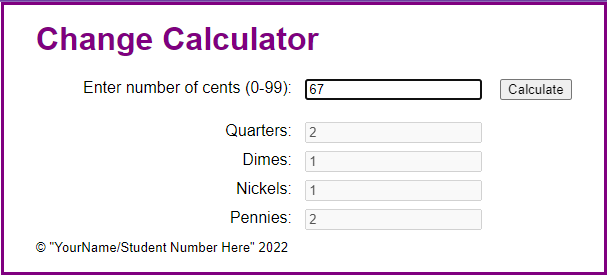 Change Calculator
Enter number of cents (0-99): 67 Calculate
Quarters: 2
Dimes: 1
Nickels: 1
Pennies: 2
© "YourName/Student Number Here" 2022